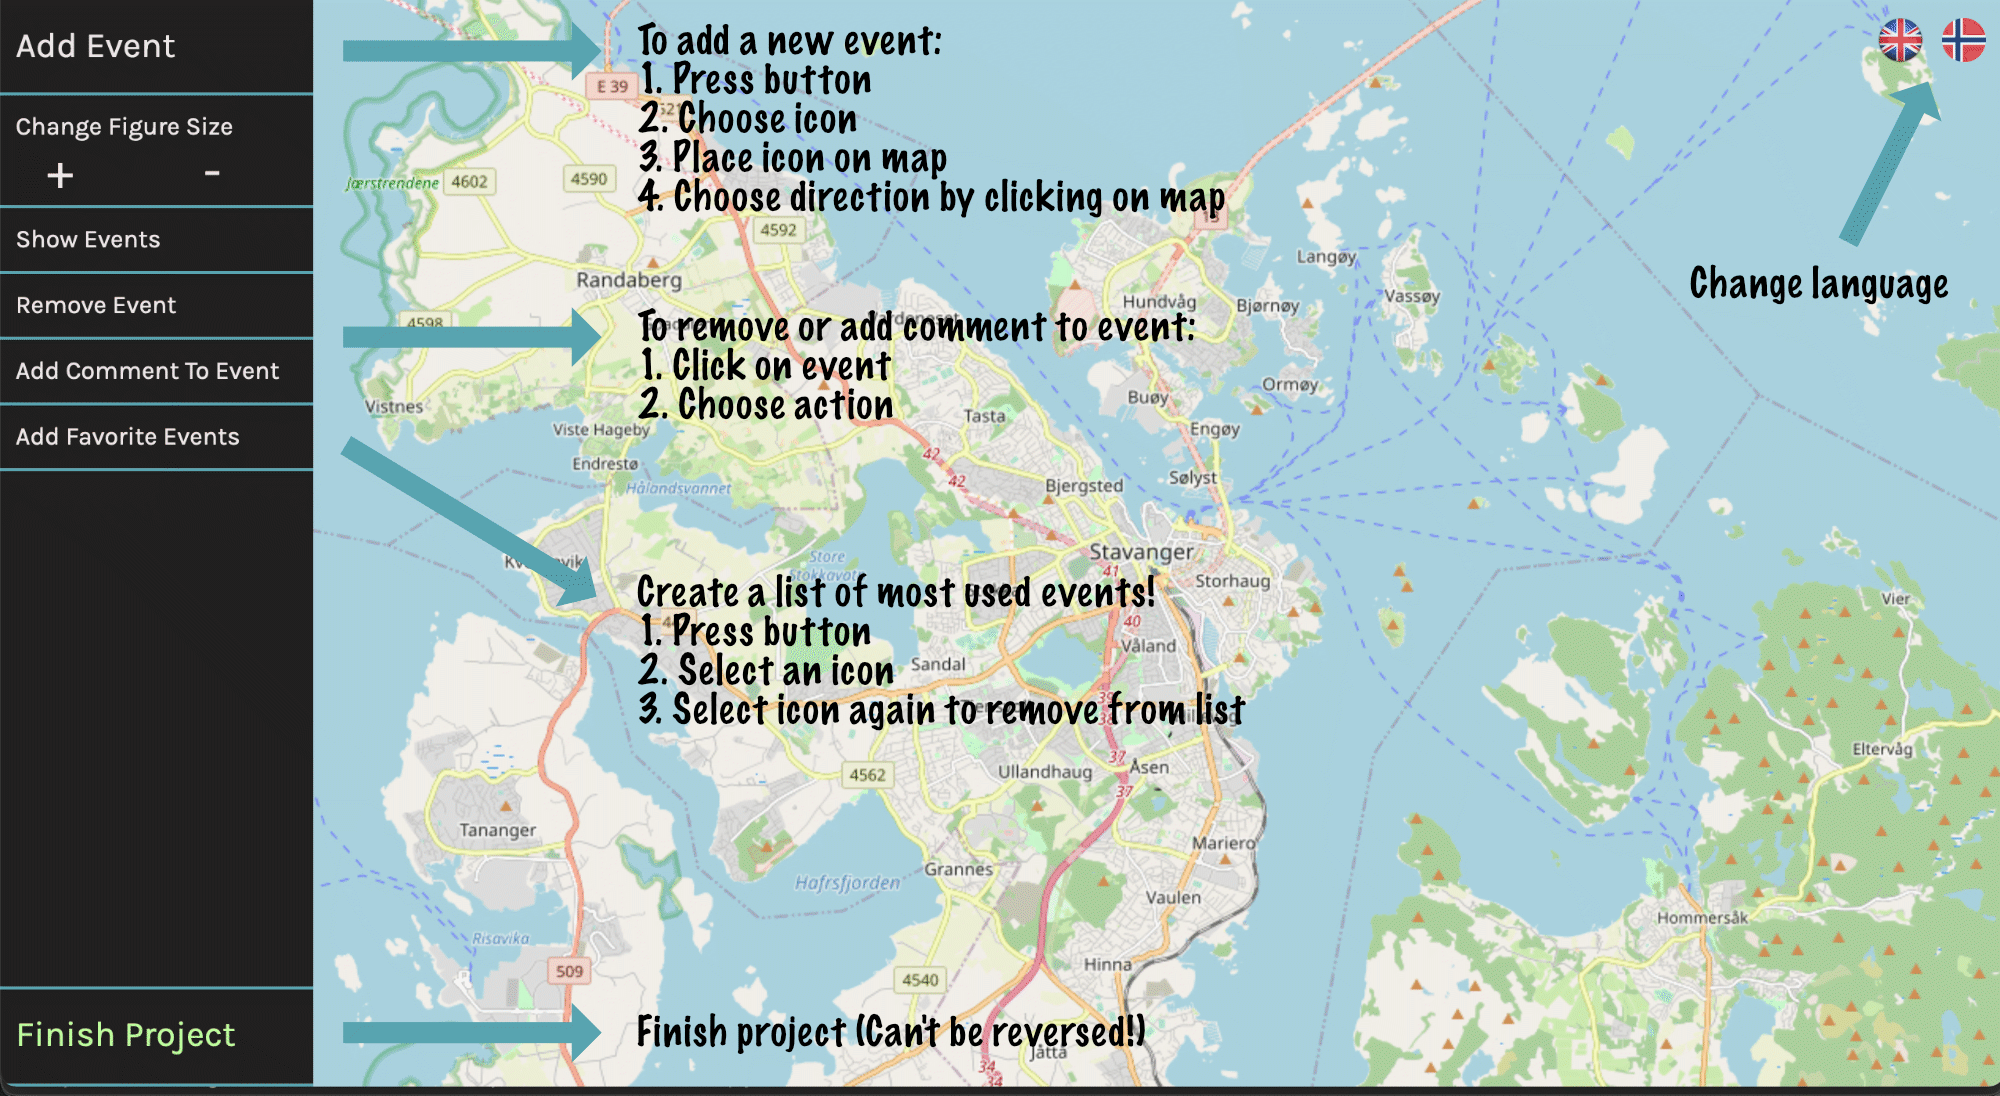 Add Event
Change Figure Size
+ -
Show Events
Remove Event
Add Comment To Event
Add Favorite Events
Finish Project
To add a new event:
1. Press button
2. Choose icon
3. Place icon on map
4. Choose direction by clicking on map
To remove or add comment to event:
1. Click on event
2. Choose action
Create a list of most used events!
1. Press button
2. Select an icon
3. Select icon again to remove from list
Finish project (Can't be reversed!)
Change language
E 39
Jærstrendene
4602
4590
4592
Randaberg
4598
Vistnes
Viste Hageby
Endrestø
Hålandsvannet
Tasta
42
42
Bjergsted
Hundvåg
Bjørnøy
Langøy
Vassøy
Ormøy
Buøy
Engøy
Sølyst
Stavanger
Storhaug
Store
41
40
Våland
Sandal
Ullandhaug
37
Åsen
37
4562
Tananger
Grannes
Hafrsfjorden
Mariero
Vaulen
Hinna
Risavika
509
4540
Jåtta
34
34
Vier
Eltervåg
Hommersåk